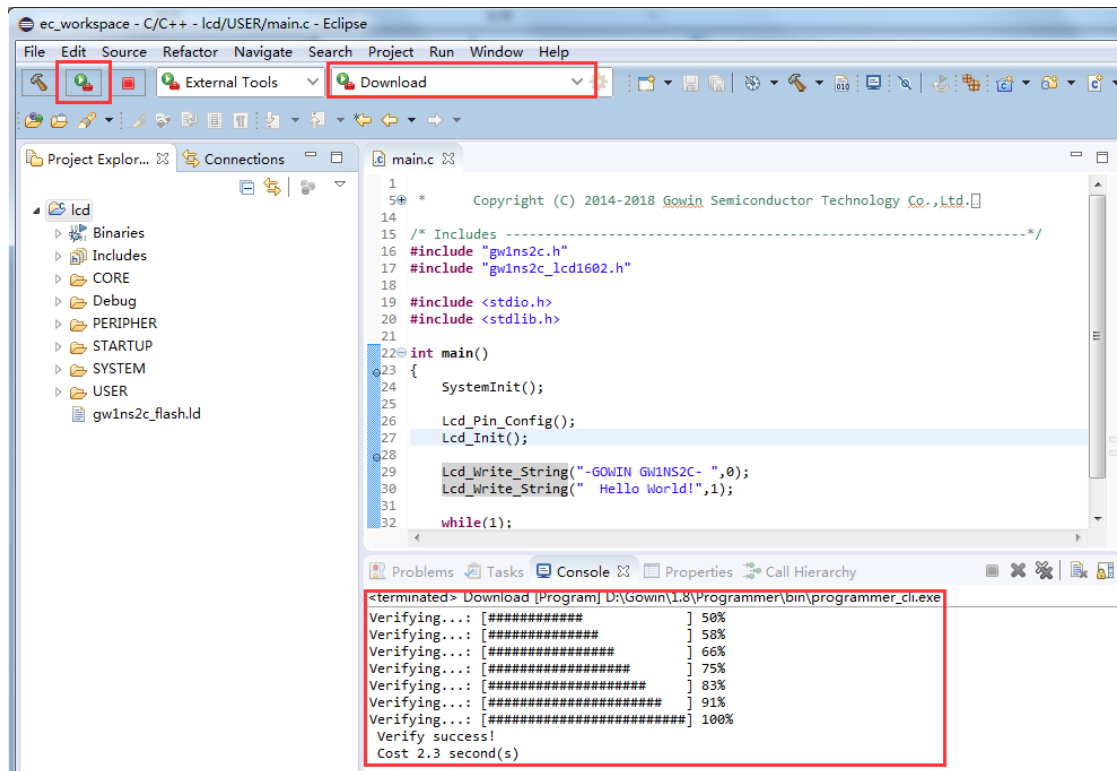 ec_workspace - C/C++ - lcd/USER/main.c - Eclipse
File Edit Source Refactor Navigate Search Project Run Window Help
External Tools Download
Project Explor... Connections
main.c
lcd
Binaries
Includes
CORE
Debug
PERIPHER
STARTUP
SYSTEM
USER
gw1ns2c_flash.ld
1
5 * Copyright (C) 2014-2018 Gowin Semiconductor Technology Co.,Ltd.
14
15 /* Includes ------------------------------------------------------------------*/
16 #include "gw1ns2c.h"
17 #include "gw1ns2c_lcd1602.h"
18
19 #include <stdio.h>
20 #include <stdlib.h>
21
22 int main()
23 {
24 SystemInit();
25
26 Lcd_Pin_Config();
27 Lcd_Init();
28
29 Lcd_Write_String("-GOWIN GW1NS2C- ",0);
30 Lcd_Write_String("  Hello World!",1);
31
32 while(1);
Problems Tasks Console Properties Call Hierarchy
<terminated> Download [Program] D:\Gowin\1.8\Programmer\bin\programmer_cli.exe
Verifying...: [############             ] 50%
Verifying...: [##############           ] 58%
Verifying...: [################         ] 66%
Verifying...: [##################       ] 75%
Verifying...: [####################     ] 83%
Verifying...: [######################   ] 91%
Verifying...: [#########################] 100%
Verify success!
Cost 2.3 second(s)